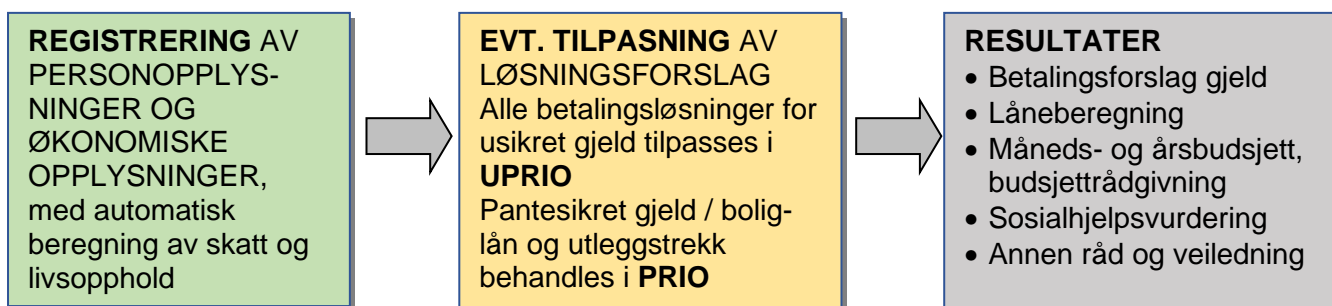 REGISTRERING AV
PERSONOPPLYS-
NINGER OG
ØKONOMISKE
OPPLYSNINGER,
med automatisk
beregning av skatt og
livsopphold
EVT. TILPASNING AV
LØSNINGSFORSLAG
Alle betalingsløsninger for
usikret gjeld tilpasses i
UPRIO
Pantesikret gjeld / bolig-
lån og utleggstrekk
behandles i PRIO
RESULTATER
• Betalingsforslag gjeld
• Låneberegning
• Måneds- og årsbudsjett,
budsjettrådgivning
• Sosialhjelpsvurdering
• Annen råd og veiledning